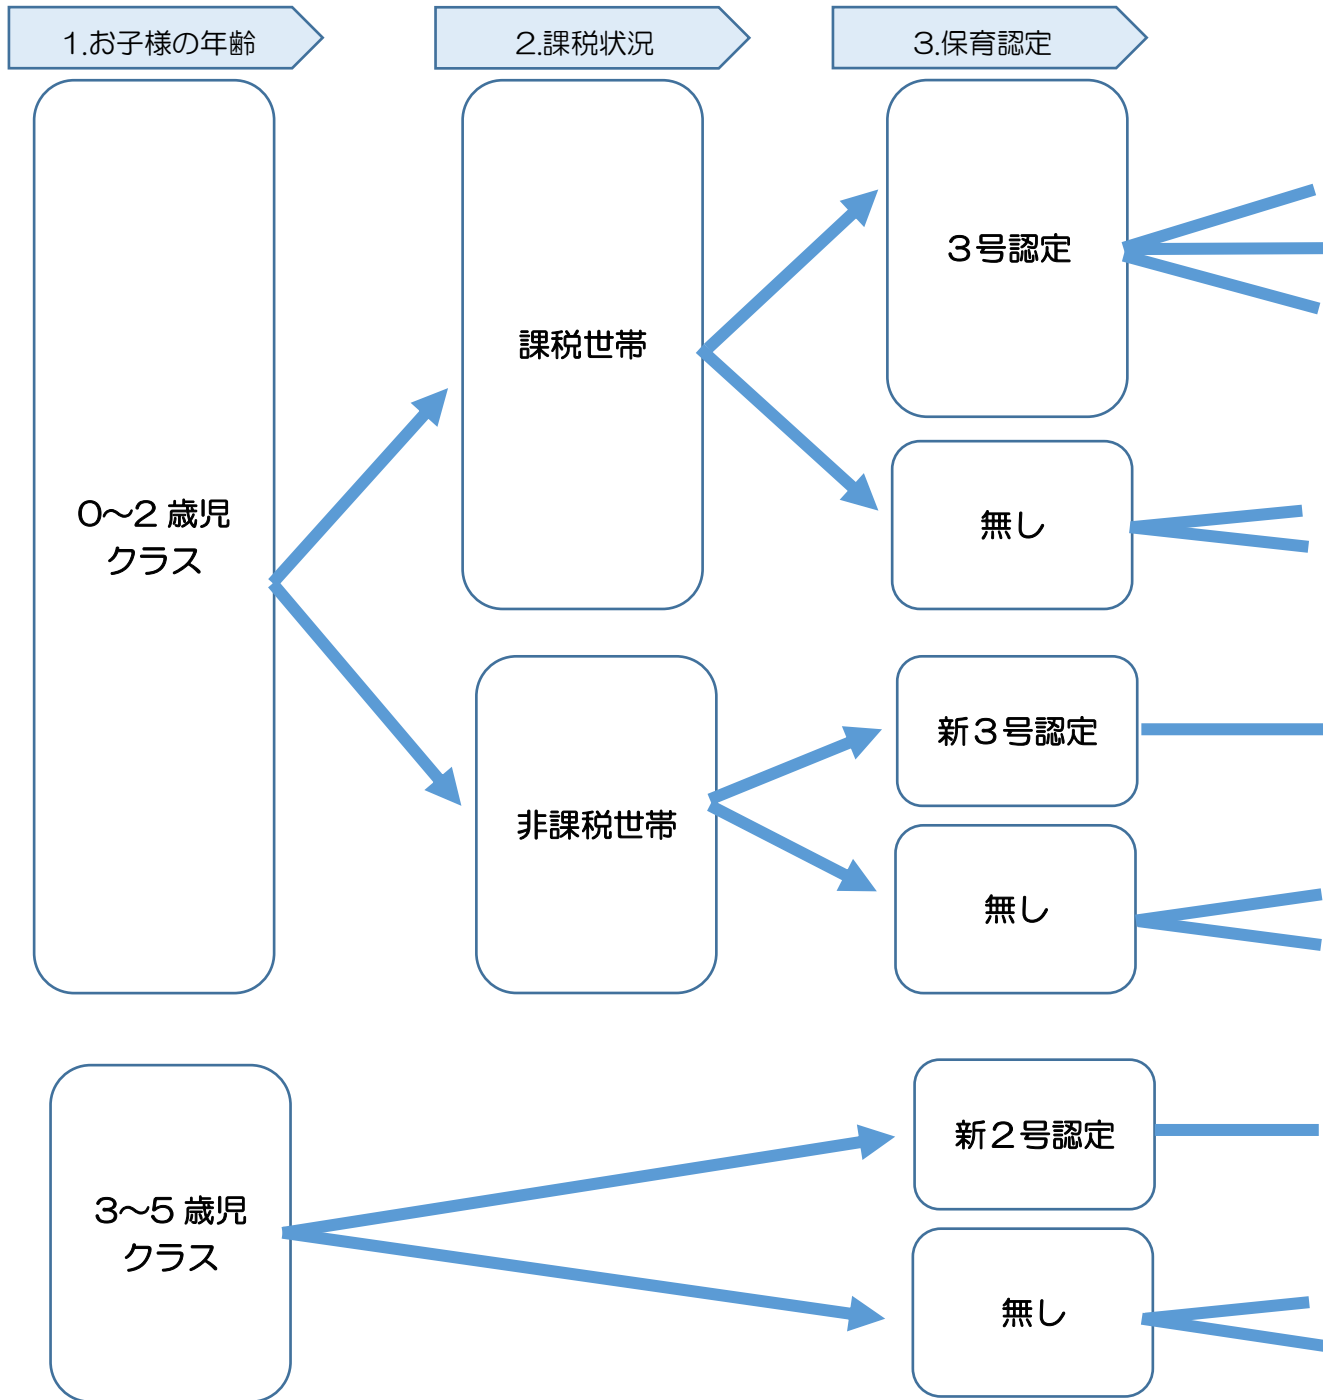 1.お子様の年齢
2.課税状況
3.保育認定
0～2 歳児
クラス
課税世帯
3号認定
無し
非課税世帯
新3号認定
無し
3～5 歳児
クラス
新2号認定
無し